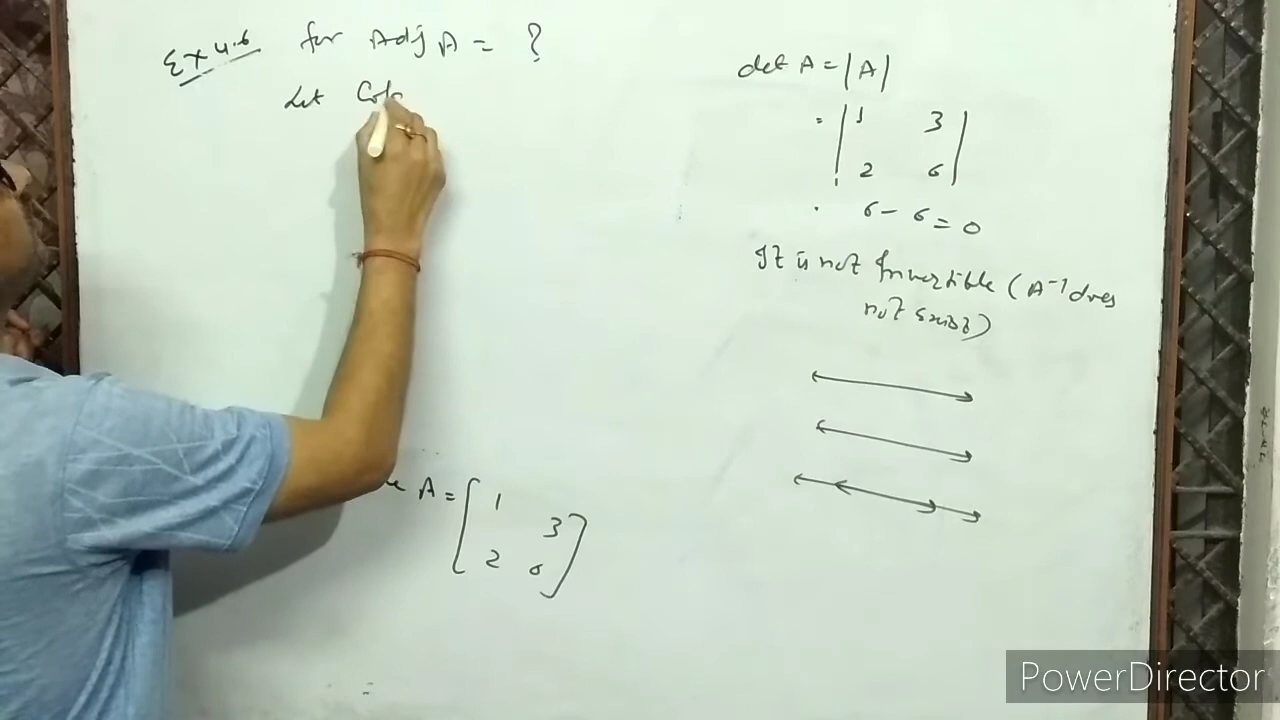 Ex 4.6 for Adj A = ?
Let Cofa
A = [ 1 3
2 6 ]
det A = |A|
= | 1 3 |
| 2 6 |
6 - 6 = 0
It is not Invertible ( A⁻¹ does
not exist)
PowerDirector